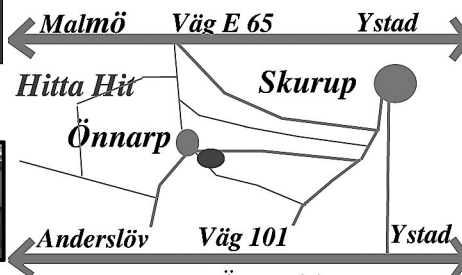 Malmö Väg E 65 Ystad
Hitta Hit Skurup
Önnarp
Anderslöv Väg 101 Ystad